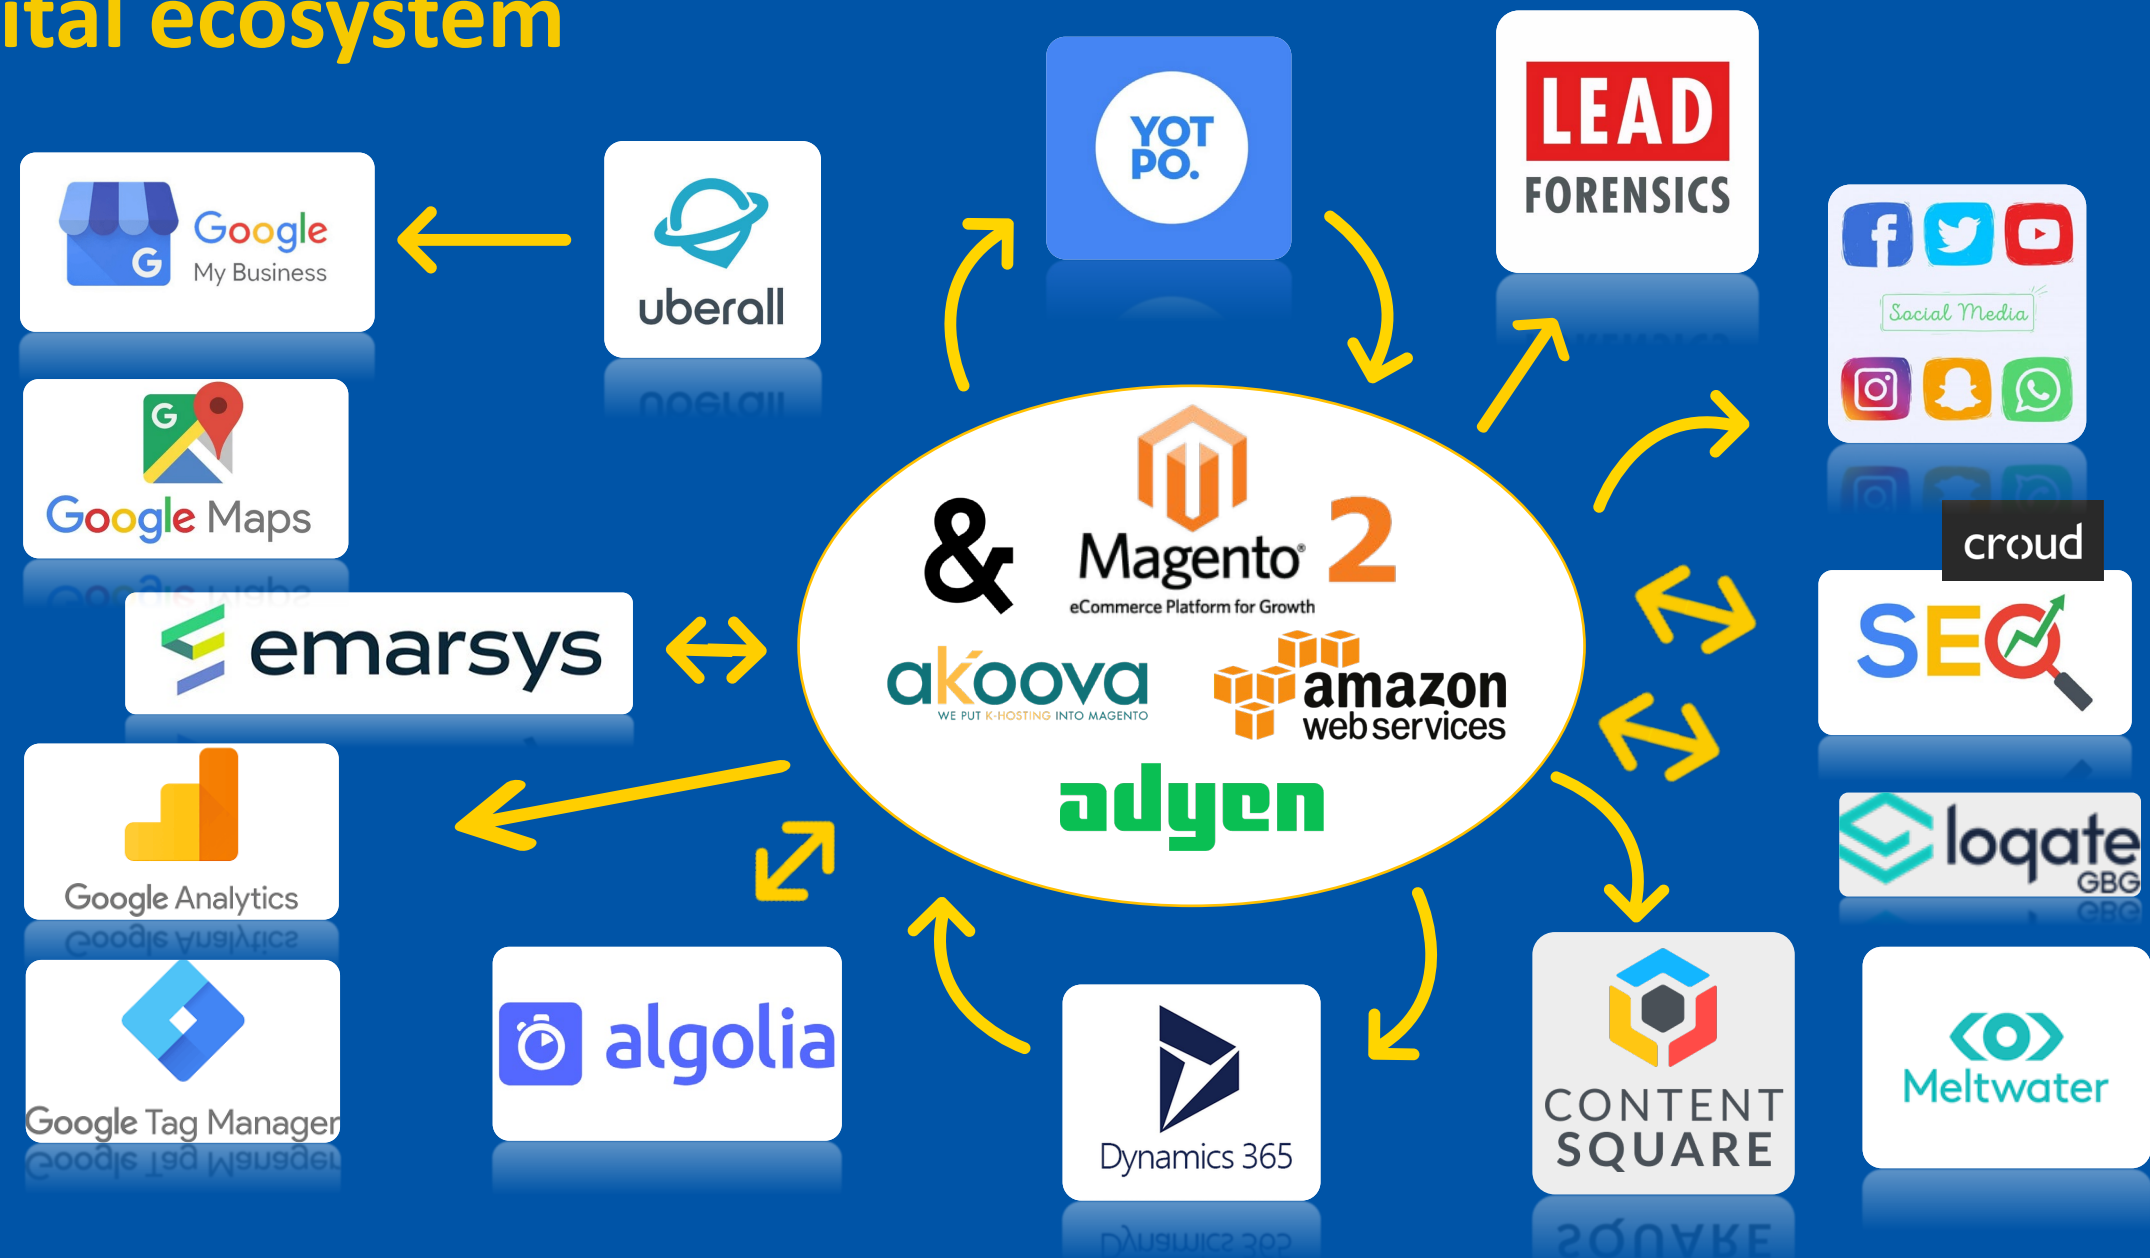 ital ecosystem
YOT
PO.
LEAD
FORENSICS
Google
My Business
G
uberall
Social Media
G
Google Maps
croud
SEO
emarsys
&
Magento® 2
eCommerce Platform for Growth
akoova
WE PUT K-HOSTING INTO MAGENTO
amazon
web services
adyen
Google Analytics
loqate
GBG
Google Tag Manager
algolia
Dynamics 365
CONTENT
SQUARE
Meltwater